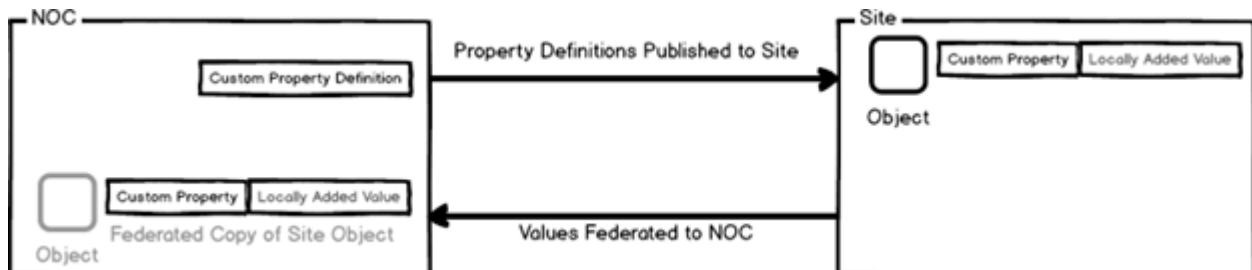 NOC
Custom Property Definition
Custom Property Locally Added Value
Federated Copy of Site Object
Object
Property Definitions Published to Site
Values Federated to NOC
Site
Custom Property Locally Added Value
Object